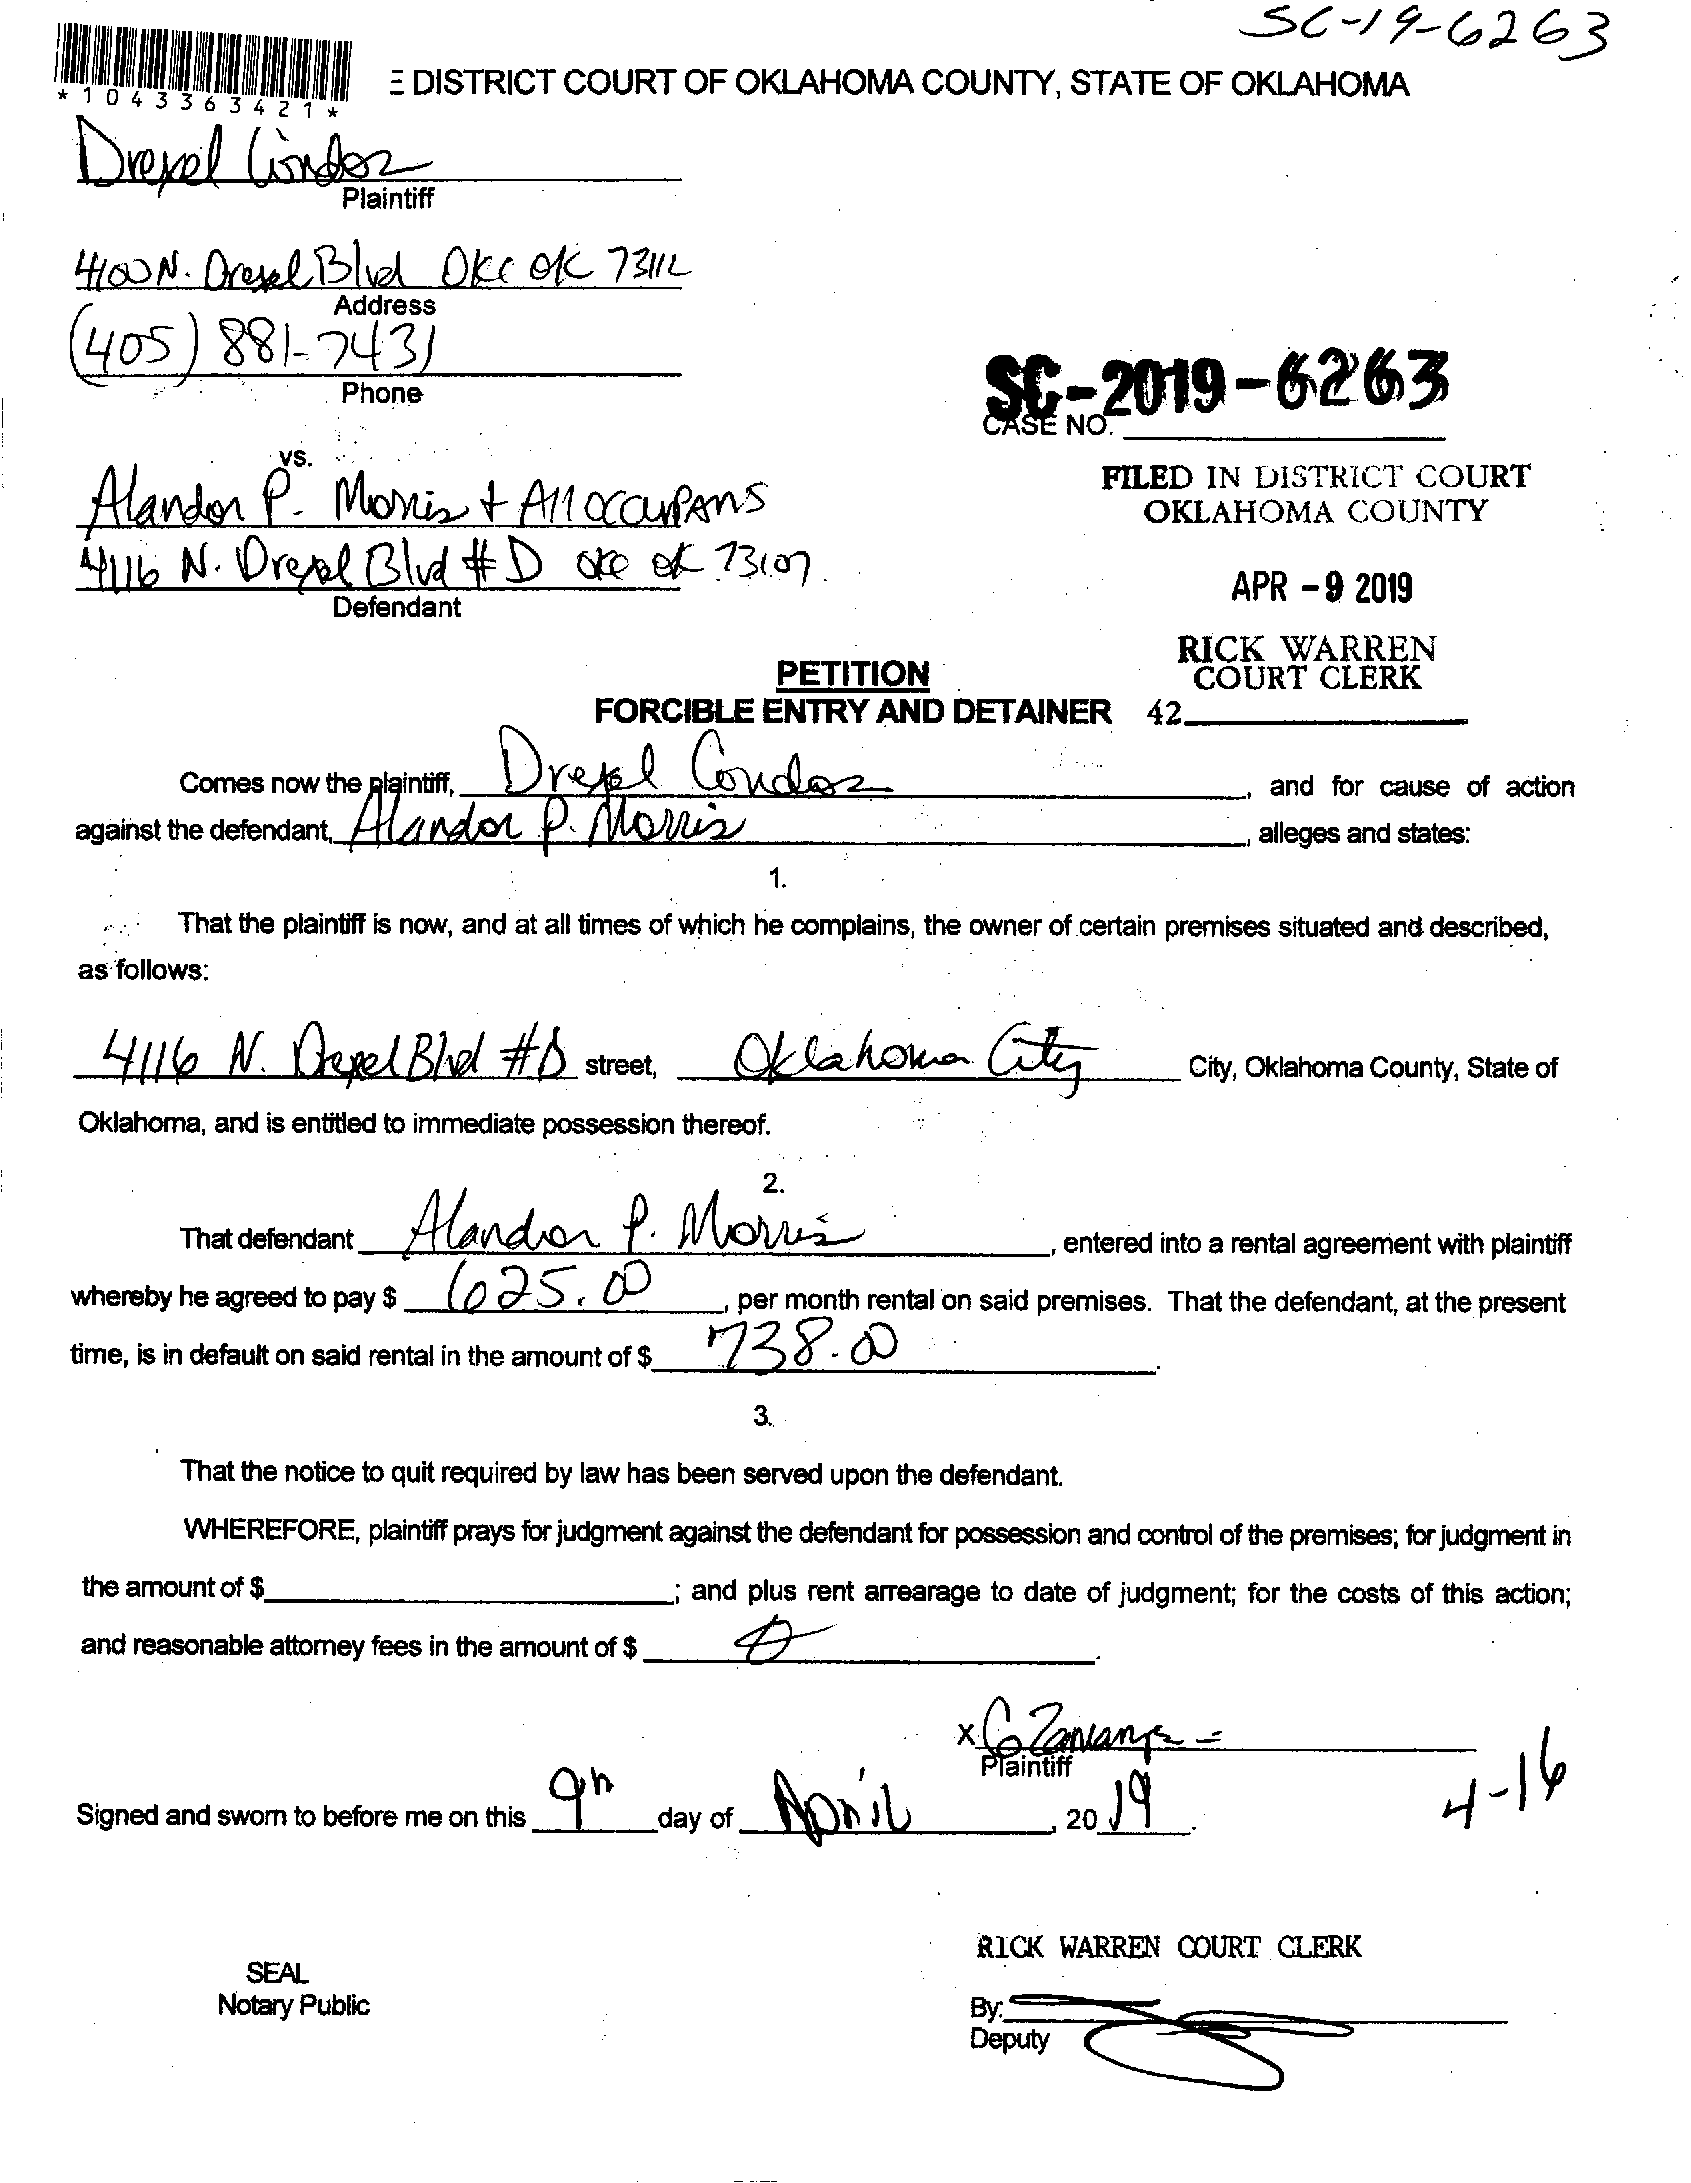 SC-19-6263
*1043363421*
E DISTRICT COURT OF OKLAHOMA COUNTY, STATE OF OKLAHOMA
Drexel Condos
Plaintiff
4100 N. Drexel Blvd OKC OK 73112
Address
(405) 881-7431
Phone
SC-2019-6263
CASE NO.
vs.
Alandon P. Morris + All occupans
FILED IN DISTRICT COURT
OKLAHOMA COUNTY
4116 N. Drexel Blvd # D OKC OK 73107
APR -9 2019
Defendant
RICK WARREN
COURT CLERK
PETITION
FORCIBLE ENTRY AND DETAINER 42
Comes now the plaintiff, Drexel Condos and for cause of action
against the defendant, Alandon P. Morris, alleges and states:
1.
That the plaintiff is now, and at all times of which he complains, the owner of certain premises situated and described,
as follows:
4116 N. Drexel Blvd #D street, Oklahoma City City, Oklahoma County, State of
Oklahoma, and is entitled to immediate possession thereof.
2.
That defendant Alandon P. Morris, entered into a rental agreement with plaintiff
whereby he agreed to pay $ 625.00, per month rental on said premises. That the defendant, at the present
time, is in default on said rental in the amount of $ 738.00.
3.
That the notice to quit required by law has been served upon the defendant.
WHEREFORE, plaintiff prays for judgment against the defendant for possession and control of the premises; for judgment in
the amount of $ ; and plus rent arrearage to date of judgment; for the costs of this action;
and reasonable attorney fees in the amount of $ .
x
Plaintiff
Signed and sworn to before me on this 9th day of April, 20 19.
4-16
RICK WARREN COURT CLERK
SEAL
Notary Public
By:
Deputy